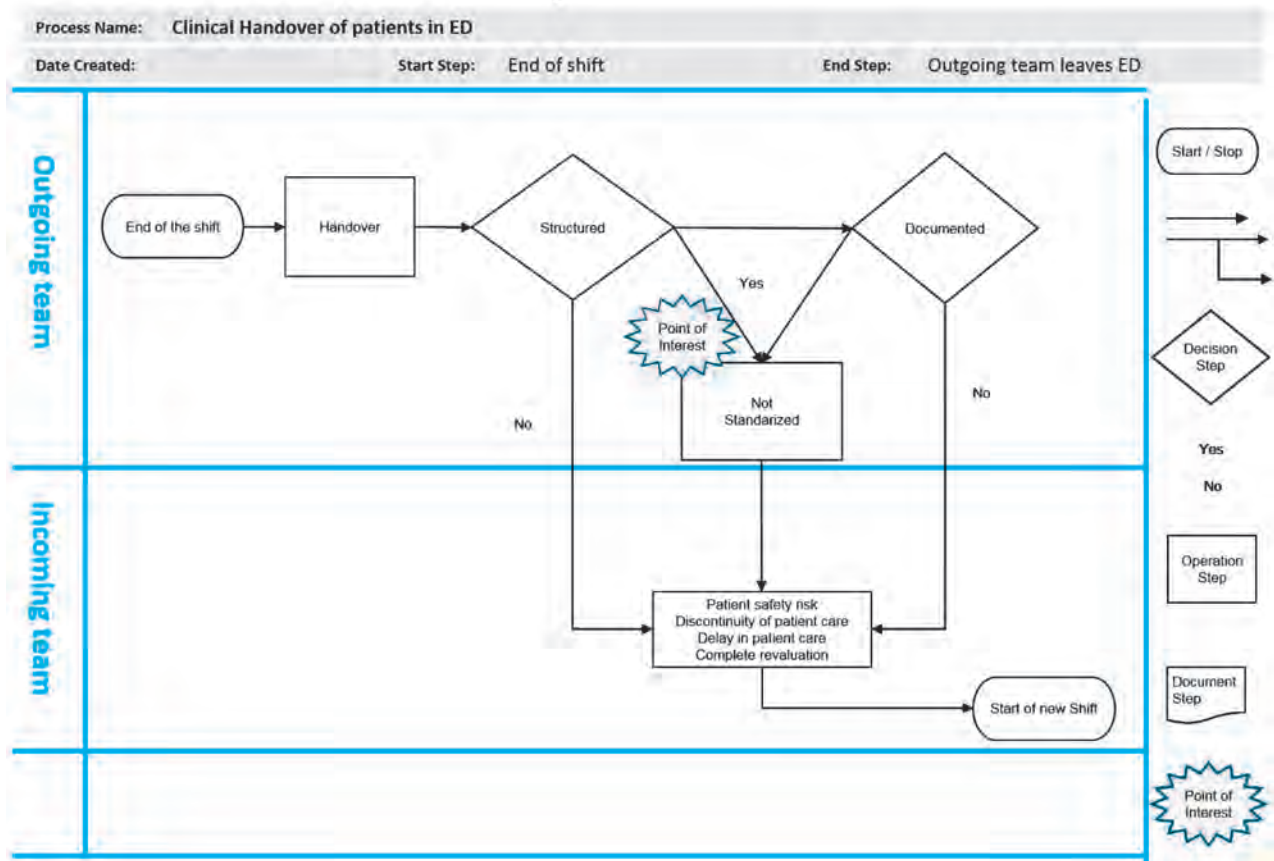 Process Name: Clinical Handover of patients in ED
Date Created: Start Step: End of shift End Step: Outgoing team leaves ED
Outgoing team
End of the shift
Handover
Structured
Documented
Yes
Point of
Interest
Not
Standarized
No
No
Incoming team
Patient safety risk
Discontinuity of patient care
Delay in patient care
Complete revaluation
Start of new Shift
Start / Stop
Decision
Step
Yes
No
Operation
Step
Document
Step
Point of
Interest